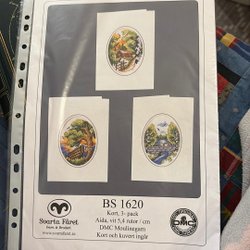 BS 1620
Svarta Fåret
Kort, 3- pack
Aida, vit 5,4 rutor / cm
DMC Moulinegarn
Kort och kuvert ingår
DMC